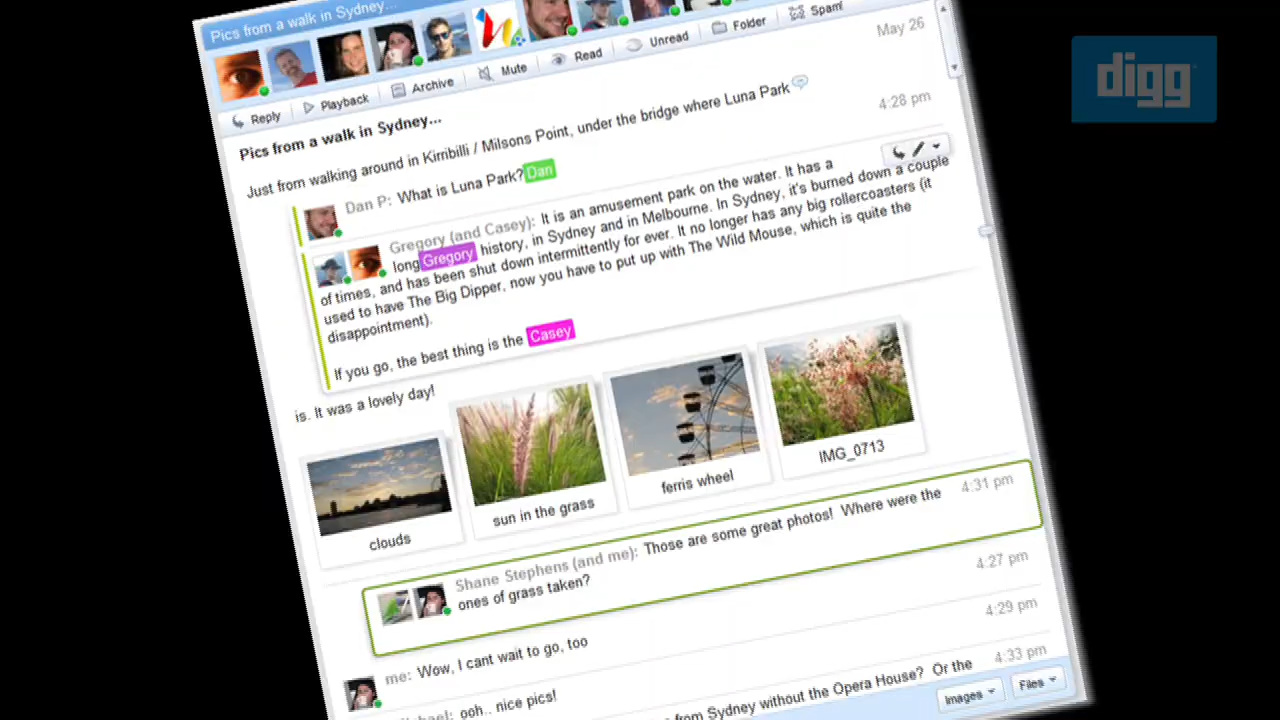 Pics from a walk in Sydney...
digg
Reply Playback Archive Mute Read Unread Folder Spam
May 26
Pics from a walk in Sydney...
Just from walking around in Kirribilli / Milsons Point, under the bridge where Luna Park
4:28 pm
Dan P: What is Luna Park? Dan
Gregory (and Casey): It is an amusement park on the water. It has a
long Gregory history, in Sydney and in Melbourne. In Sydney, it's burned down a couple
of times, and has been shut down intermittently for ever. It no longer has any big rollercoasters (it
used to have The Big Dipper, now you have to put up with The Wild Mouse, which is quite the
disappointment).
If you go, the best thing is the Casey
is. It was a lovely day!
clouds
sun in the grass
ferris wheel
IMG_0713
4:31 pm
Shane Stephens (and me): Those are some great photos! Where were the
ones of grass taken?
4:27 pm
me: Wow, I cant wait to go, too
4:29 pm
ooh.. nice pics!
4:33 pm
from Sydney without the Opera House? Or the
Images Files